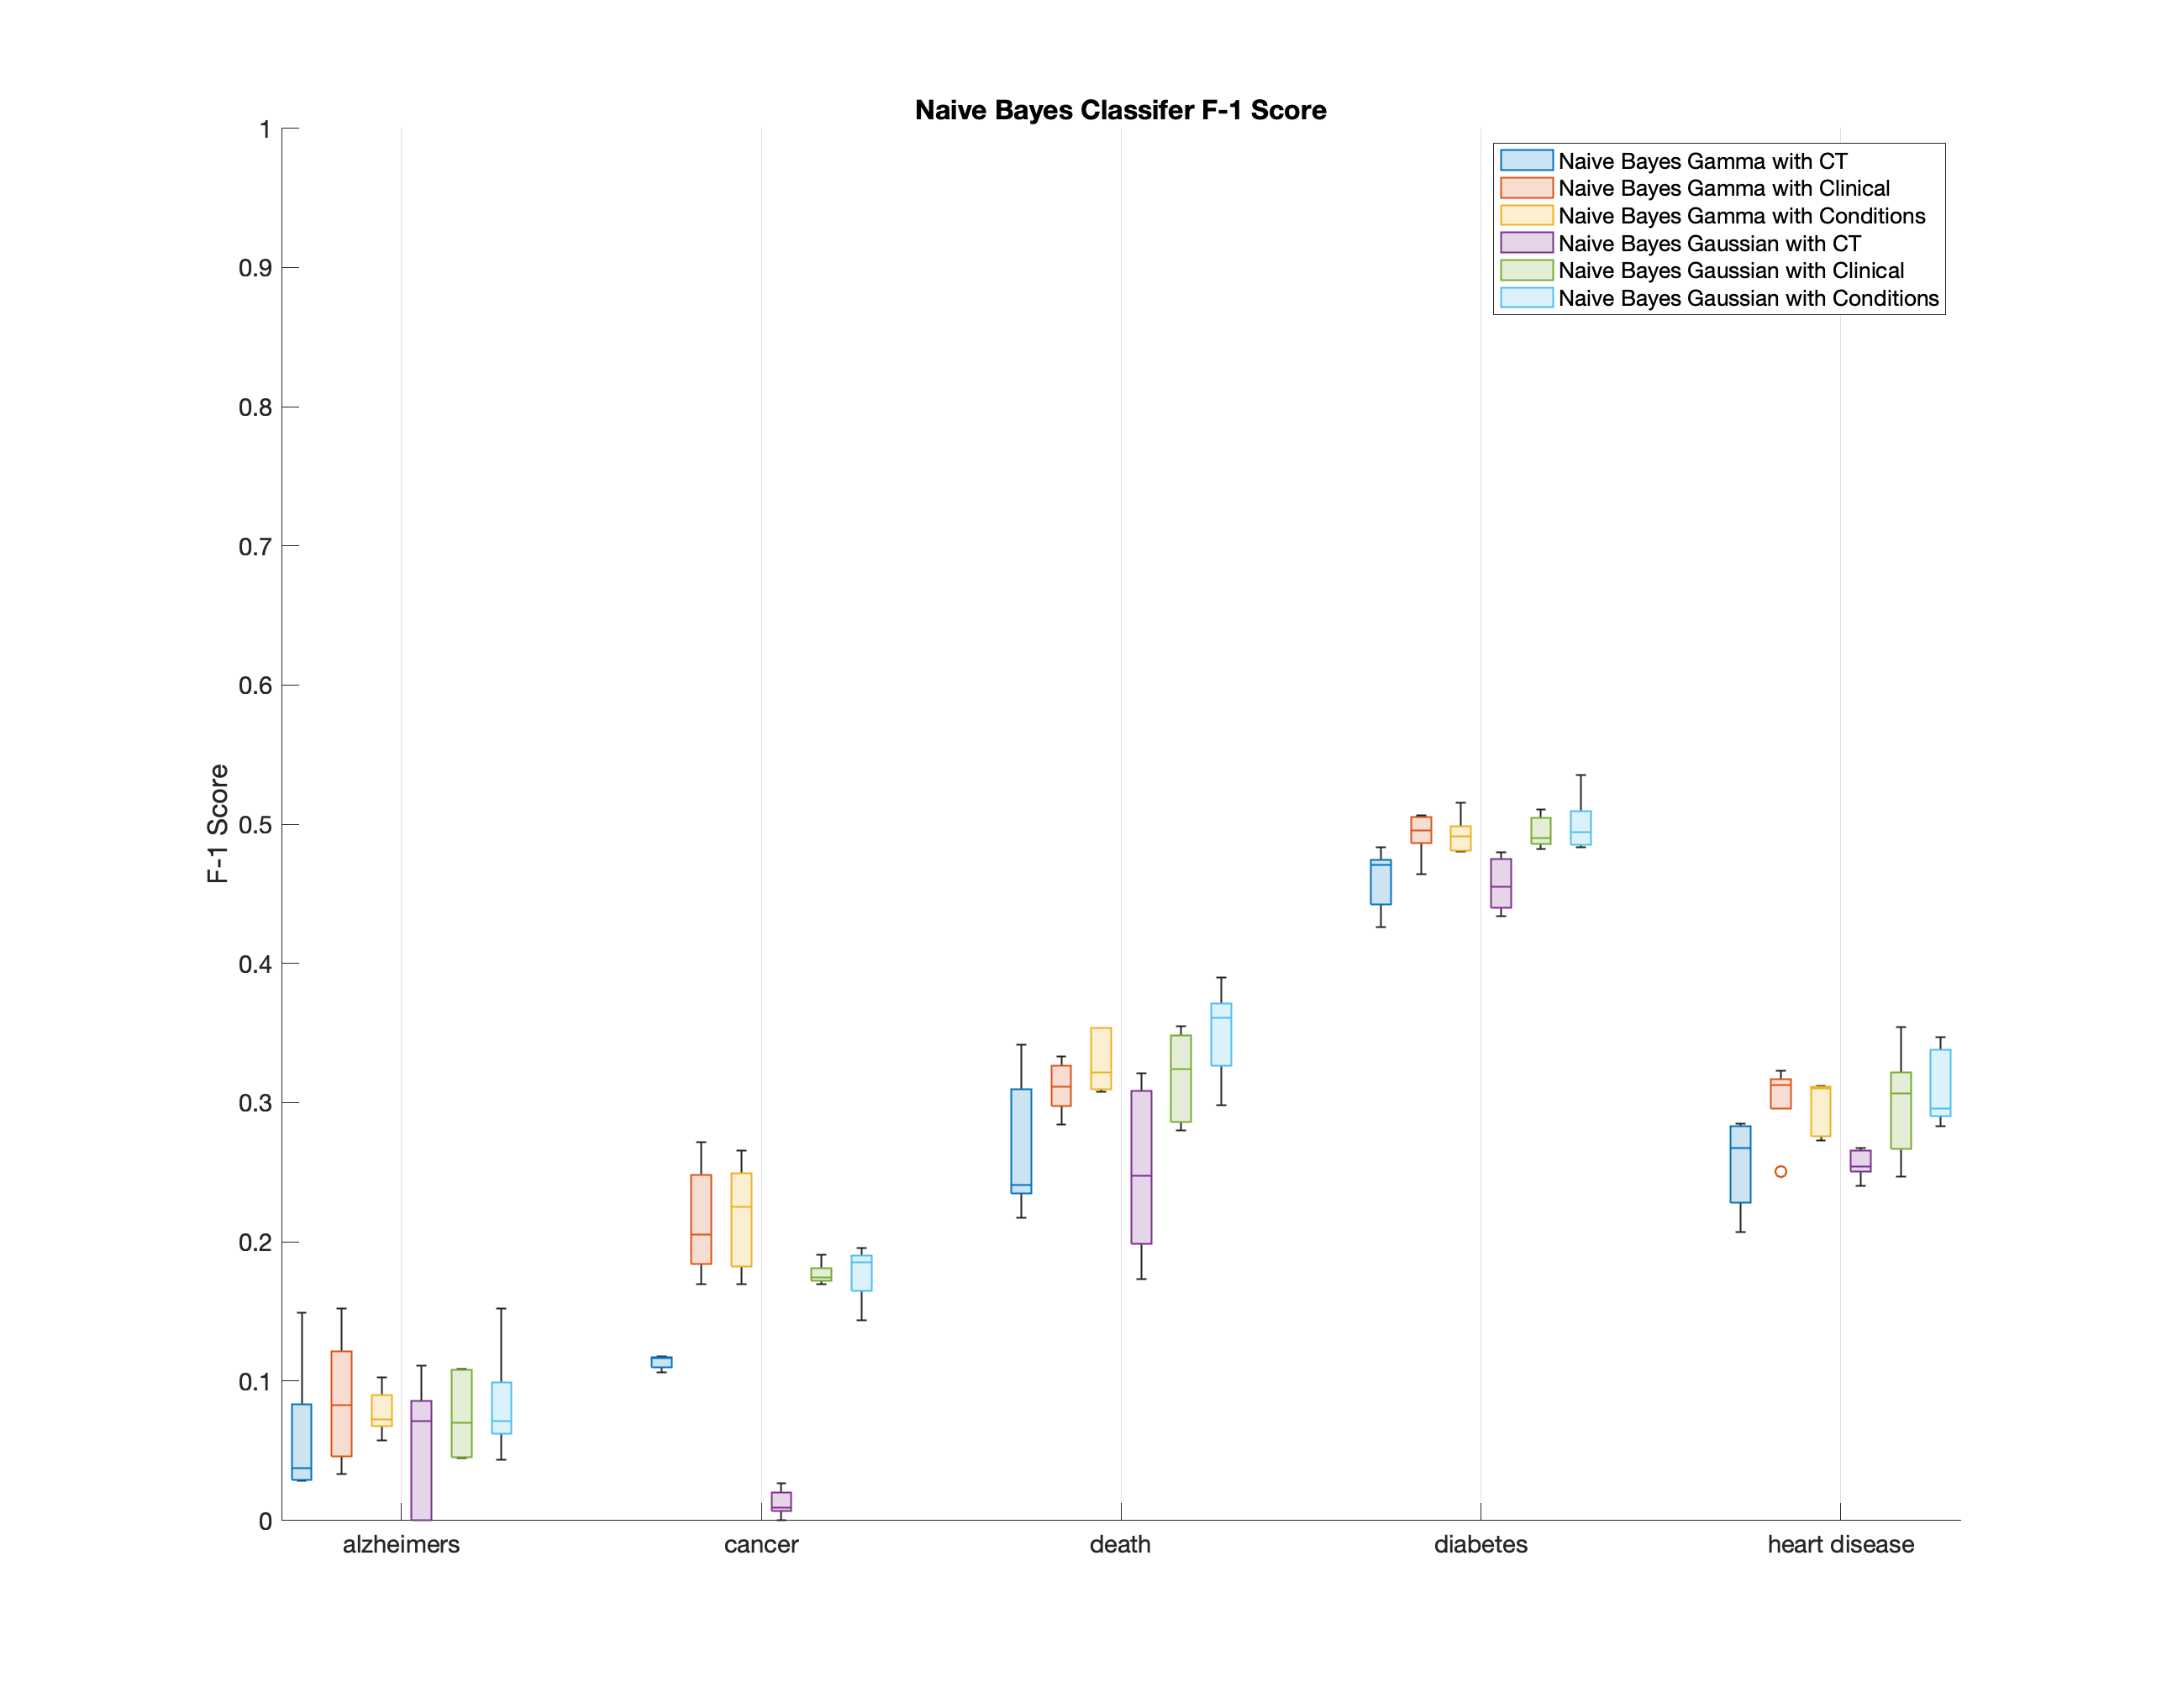 Naive Bayes Classifer F-1 Score
Naive Bayes Gamma with CT
Naive Bayes Gamma with Clinical
Naive Bayes Gamma with Conditions
Naive Bayes Gaussian with CT
Naive Bayes Gaussian with Clinical
Naive Bayes Gaussian with Conditions
F-1 Score
1
0.9
0.8
0.7
0.6
0.5
0.4
0.3
0.2
0.1
0
alzheimers cancer death diabetes heart disease